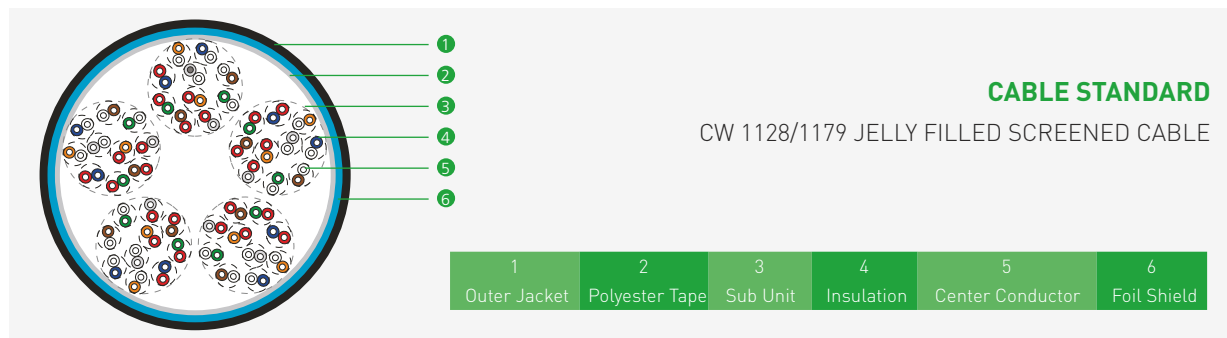 1
2
3
4
5
6
CABLE STANDARD
CW 1128/1179 JELLY FILLED SCREENED CABLE
1 2 3 4 5 6
Outer Jacket Polyester Tape Sub Unit Insulation Center Conductor Foil Shield